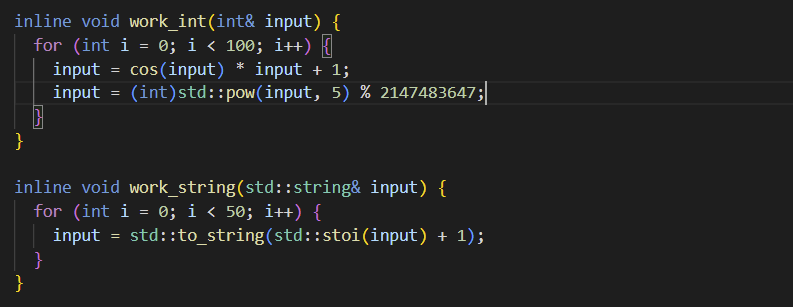 inline void work_int(int& input) {
  for (int i = 0; i < 100; i++) {
    input = cos(input) * input + 1;
    input = (int)std::pow(input, 5) % 2147483647;
  }
}
inline void work_string(std::string& input) {
  for (int i = 0; i < 50; i++) {
    input = std::to_string(std::stoi(input) + 1);
  }
}